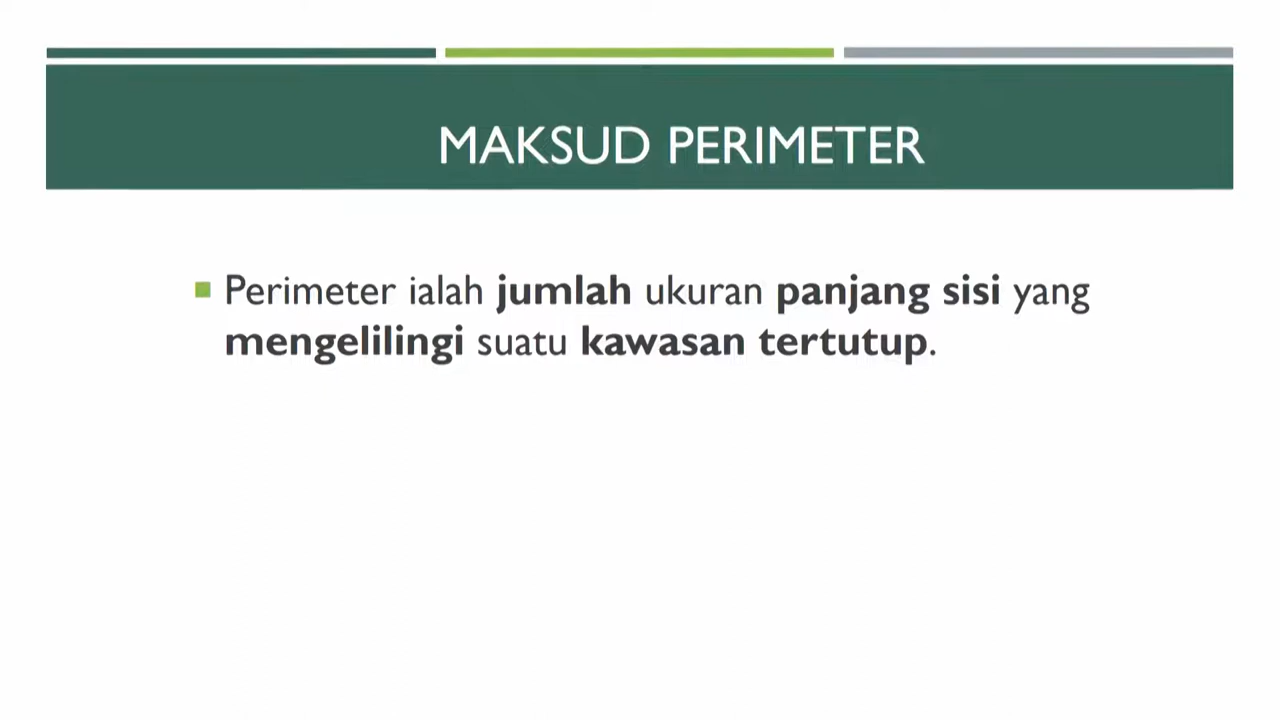 MAKSUD PERIMETER
Perimeter ialah jumlah ukuran panjang sisi yang
mengelilingi suatu kawasan tertutup.